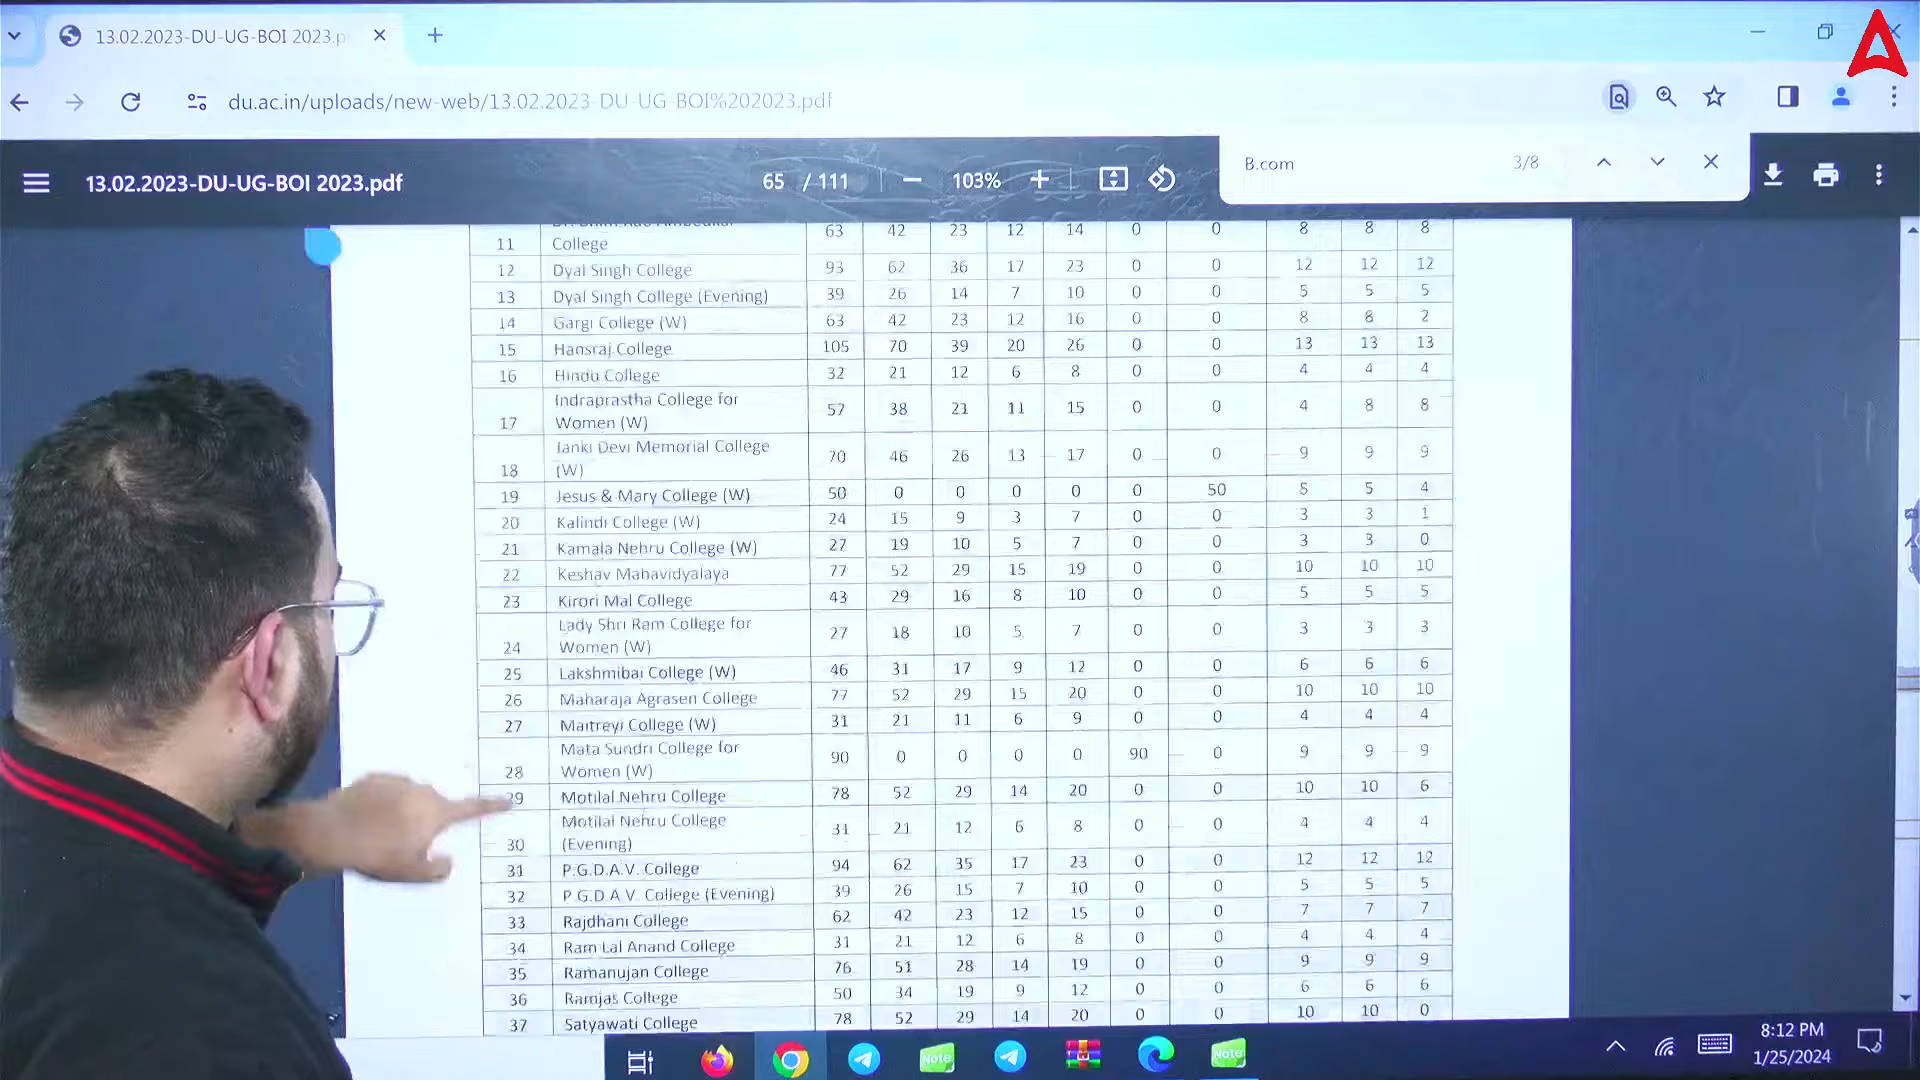 13.02.2023-DU-UG-BOI 2023.p
du.ac.in/uploads/new-web/13.02.2023-DU-UG-BOI%202023.pdf
B.com 3/8
13.02.2023-DU-UG-BOI 2023.pdf 65 / 111 103%
11 College 63 42 23 12 14 0 0 8 8 8
12 Dyal Singh College 93 62 36 17 23 0 0 12 12 12
13 Dyal Singh College (Evening) 39 26 14 7 10 0 0 5 5 5
14 Gargi College (W) 63 42 23 12 16 0 0 8 8 2
15 Hansraj College 105 70 39 20 26 0 0 13 13 13
16 Hindu College 32 21 12 6 8 0 0 4 4 4
Indraprastha College for
17 Women (W) 57 38 21 11 15 0 0 4 8 8
Janki Devi Memorial College
18 (W) 70 46 26 13 17 0 0 9 9 9
19 Jesus & Mary College (W) 50 0 0 0 0 0 50 5 5 4
20 Kalindi College (W) 24 15 9 3 7 0 0 3 3 1
21 Kamala Nehru College (W) 27 19 10 5 7 0 0 3 3 0
22 Keshav Mahavidyalaya 77 52 29 15 19 0 0 10 10 10
23 Kirori Mal College 43 29 16 8 10 0 0 5 5 5
Lady Shri Ram College for
24 Women (W) 27 18 10 5 7 0 0 3 3 3
25 Lakshmibai College (W) 46 31 17 9 12 0 0 6 6 6
26 Maharaja Agrasen College 77 52 29 15 20 0 0 10 10 10
27 Maitreyi College (W) 31 21 11 6 9 0 0 4 4 4
Mata Sundri College for
28 Women (W) 90 0 0 0 0 90 0 9 9 9
29 Motilal Nehru College 78 52 29 14 20 0 0 10 10 6
Motilal Nehru College
30 (Evening) 31 21 12 6 8 0 0 4 4 4
31 P.G.D.A.V. College 94 62 35 17 23 0 0 12 12 12
32 P.G.D.A.V. College (Evening) 39 26 15 7 10 0 0 5 5 5
33 Rajdhani College 62 42 23 12 15 0 0 7 7 7
34 Ram Lal Anand College 31 21 12 6 8 0 0 4 4 4
35 Ramanujan College 76 51 28 14 19 0 0 9 9 9
36 Ramjas College 50 34 19 9 12 0 0 6 6 6
37 Satyawati College 78 52 29 14 20 0 0 10 10 0
Note
Note
8:12 PM
1/25/2024